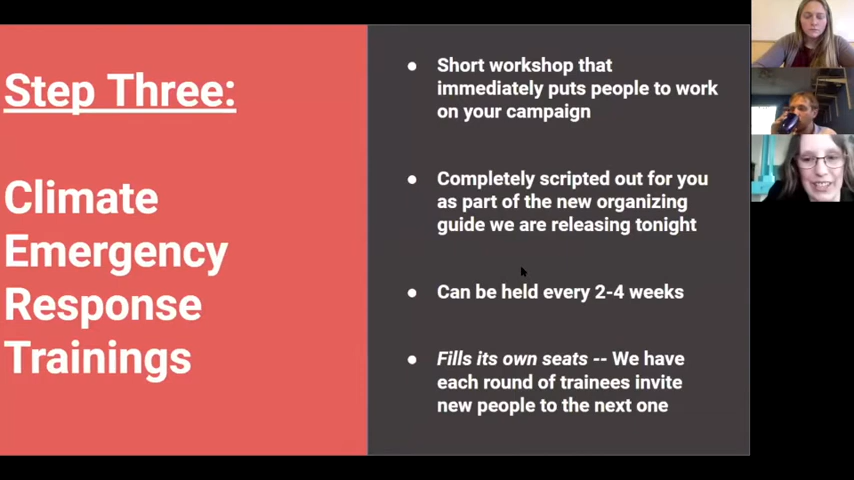 Step Three:
Climate
Emergency
Response
Trainings
● Short workshop that
immediately puts people to work
on your campaign
● Completely scripted out for you
as part of the new organizing
guide we are releasing tonight
● Can be held every 2-4 weeks
● Fills its own seats -- We have
each round of trainees invite
new people to the next one